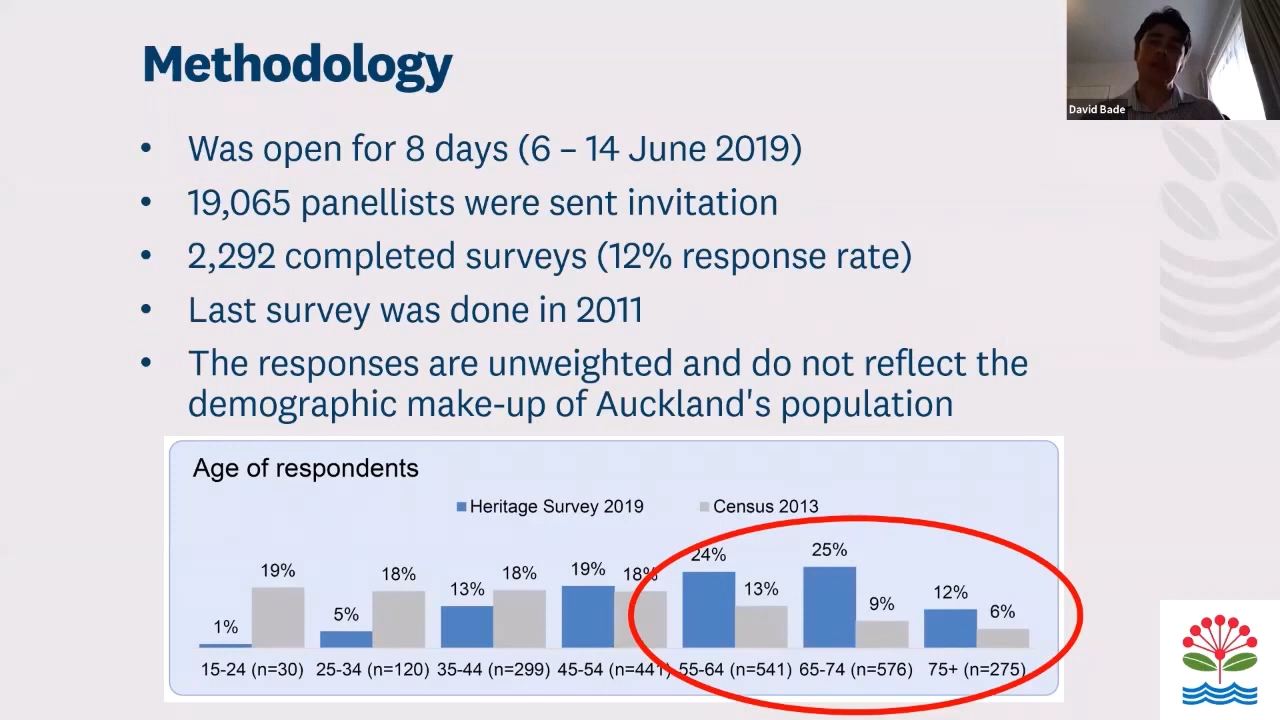 Methodology
David Bade
• Was open for 8 days (6 – 14 June 2019)
• 19,065 panellists were sent invitation
• 2,292 completed surveys (12% response rate)
• Last survey was done in 2011
• The responses are unweighted and do not reflect the
demographic make-up of Auckland's population
Age of respondents
Heritage Survey 2019 Census 2013
1% 19% 5% 18% 13% 18% 19% 18% 24% 13% 25% 9% 12% 6%
15-24 (n=30) 25-34 (n=120) 35-44 (n=299) 45-54 (n=441) 55-64 (n=541) 65-74 (n=576) 75+ (n=275)